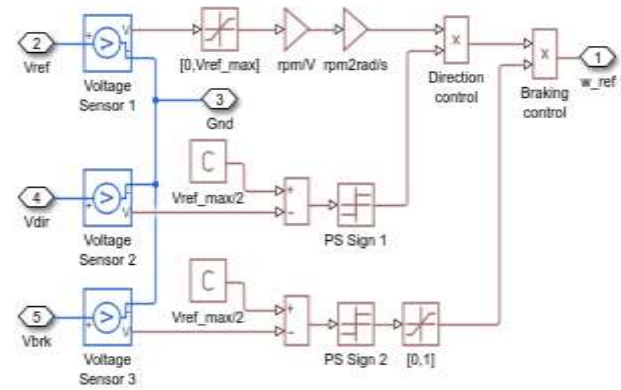 2
Vref
+
>
V
Voltage
Sensor 1
[0,Vref_max]
rpm/V
rpm2rad/s
x
Direction
control
x
Braking
control
1
w_ref
3
Gnd
4
Vdir
+
>
V
Voltage
Sensor 2
C
Vref_max/2
+
−
PS Sign 1
5
Vbrk
+
>
V
Voltage
Sensor 3
C
Vref_max/2
+
−
PS Sign 2
[0,1]